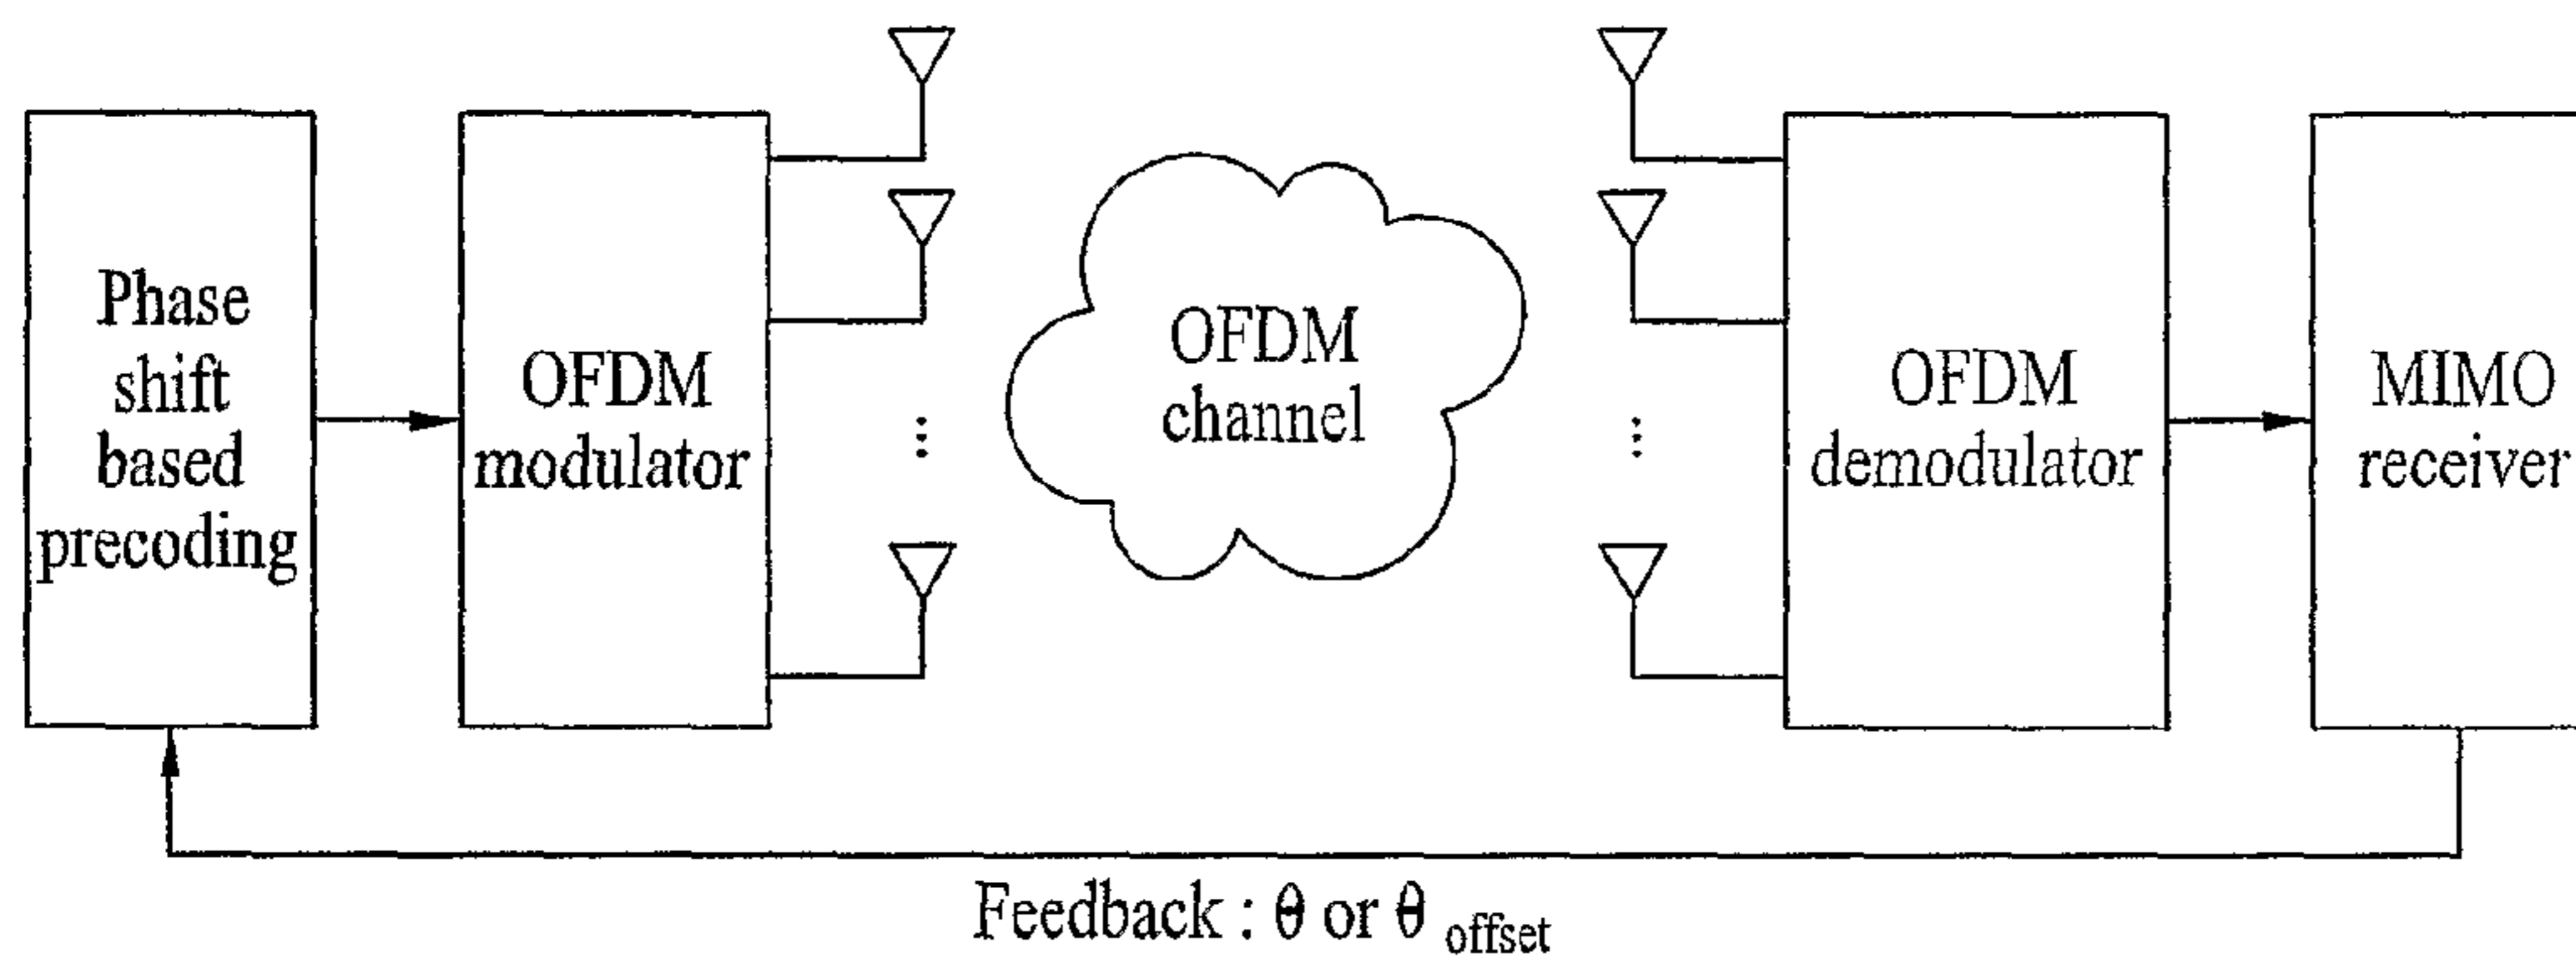 Phase
shift
based
precoding
OFDM
modulator
OFDM
channel
OFDM
demodulator
MIMO
receiver
Feedback : θ or θ offset